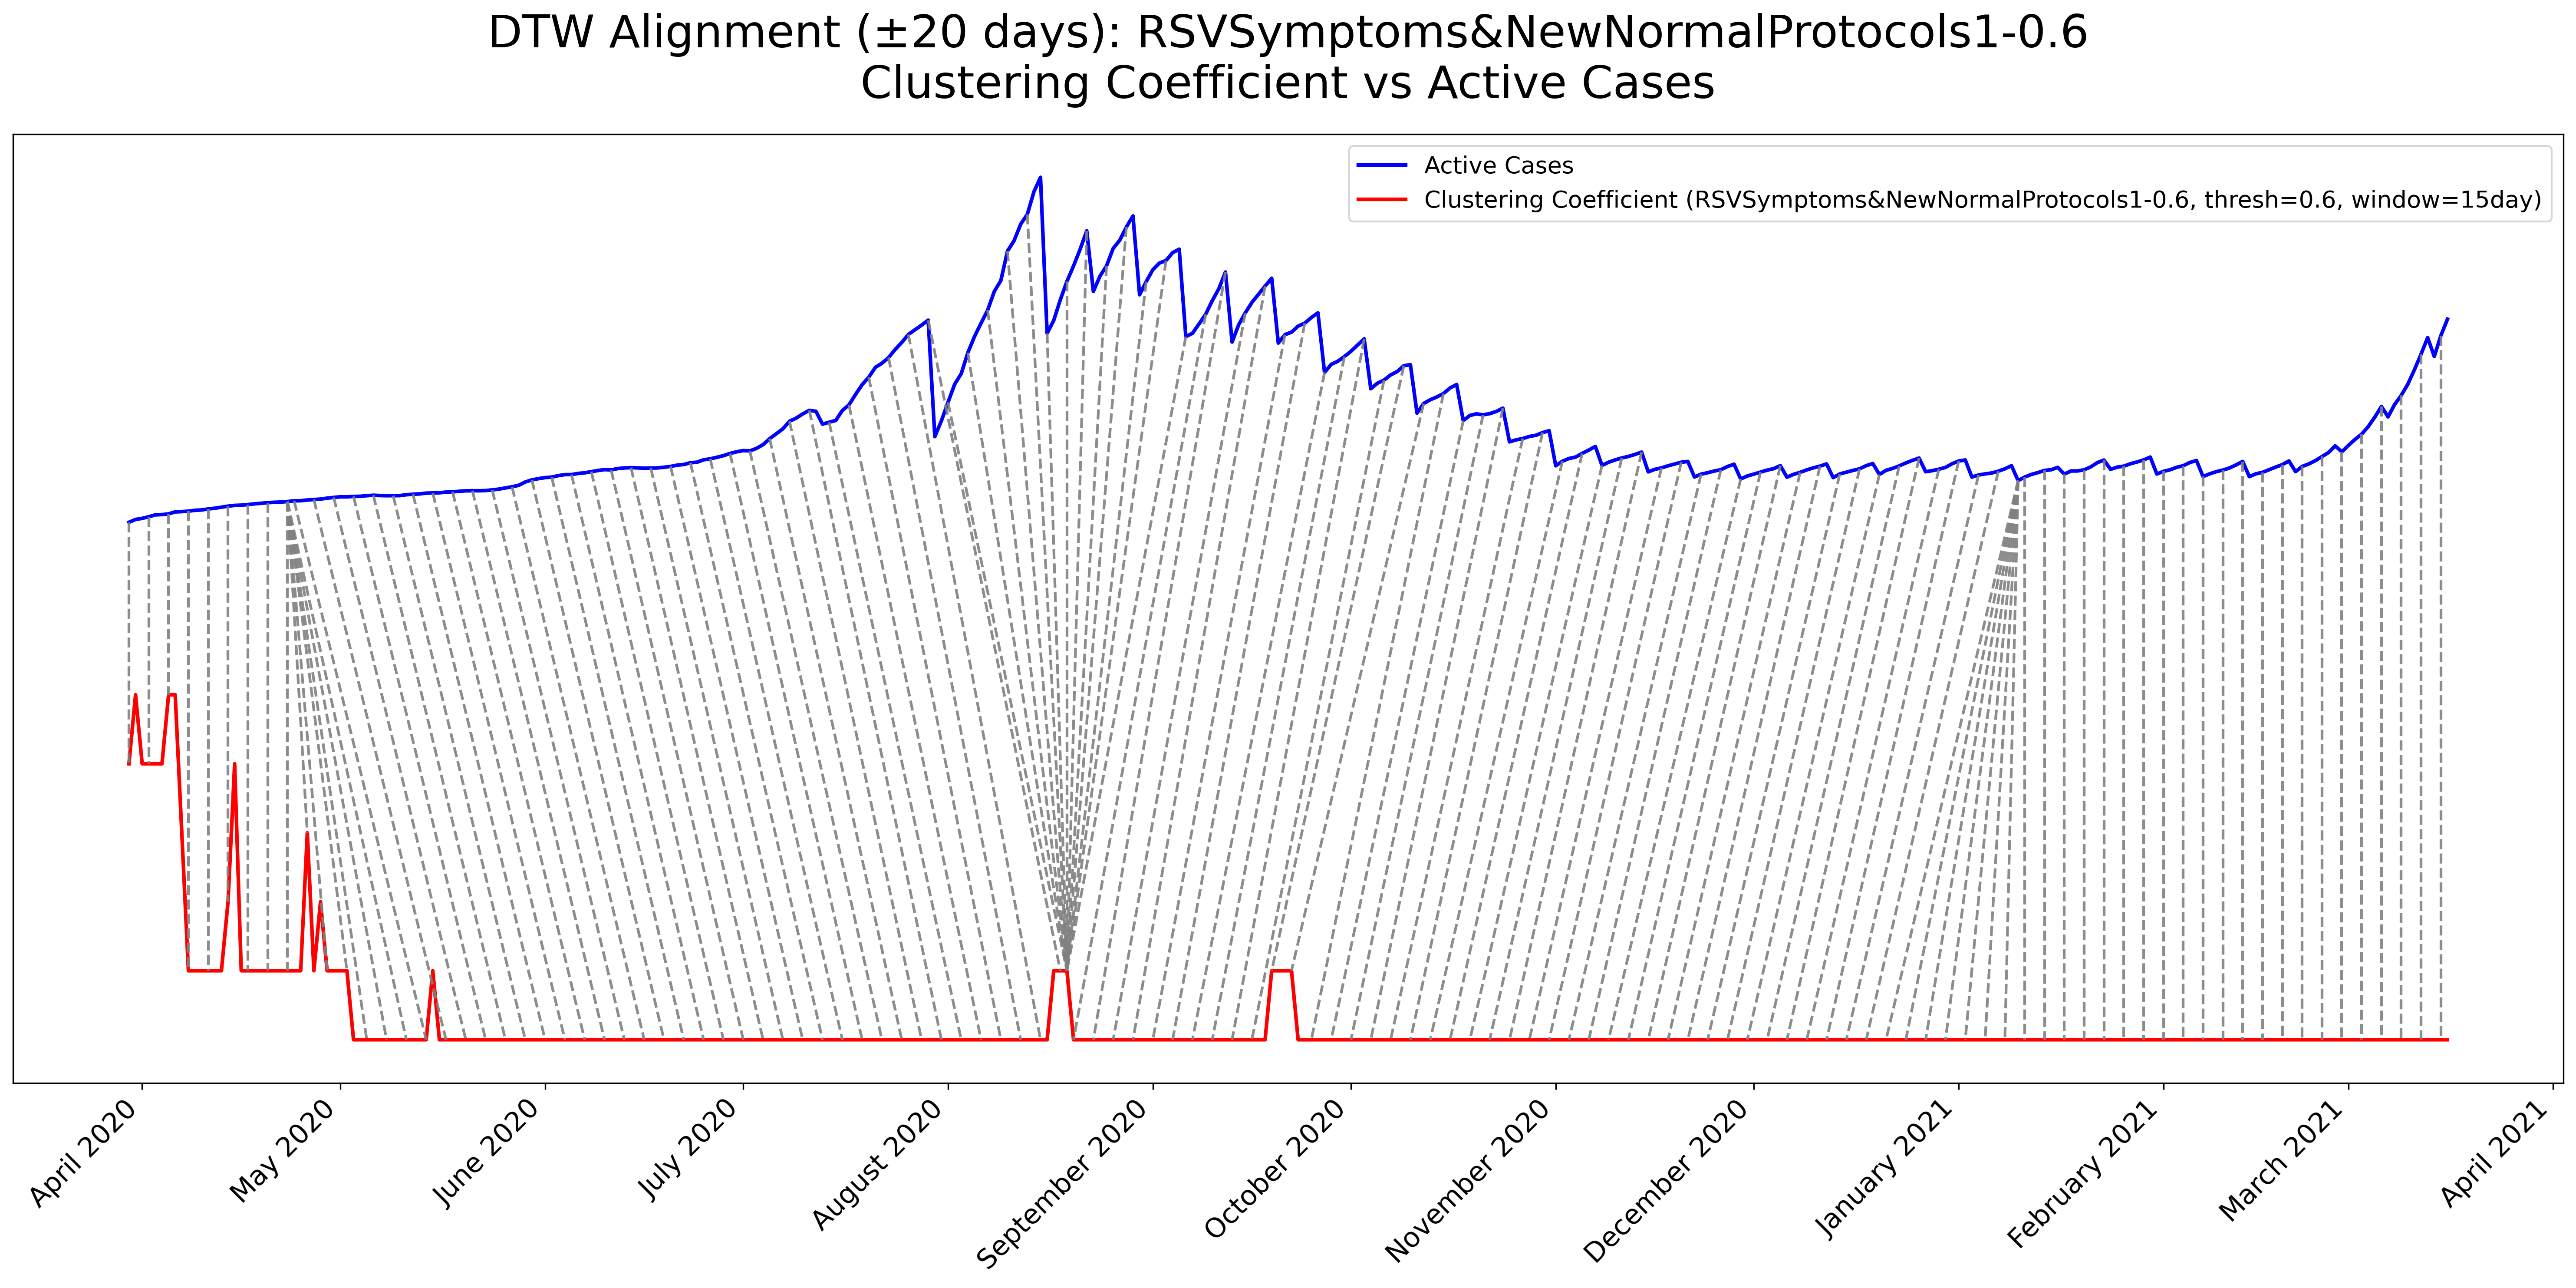 DTW Alignment (±20 days): RSVSymptoms&NewNormalProtocols1-0.6
Clustering Coefficient vs Active Cases
Active Cases
Clustering Coefficient (RSVSymptoms&NewNormalProtocols1-0.6, thresh=0.6, window=15day)
April 2020
May 2020
June 2020
July 2020
August 2020
September 2020
October 2020
November 2020
December 2020
January 2021
February 2021
March 2021
April 2021